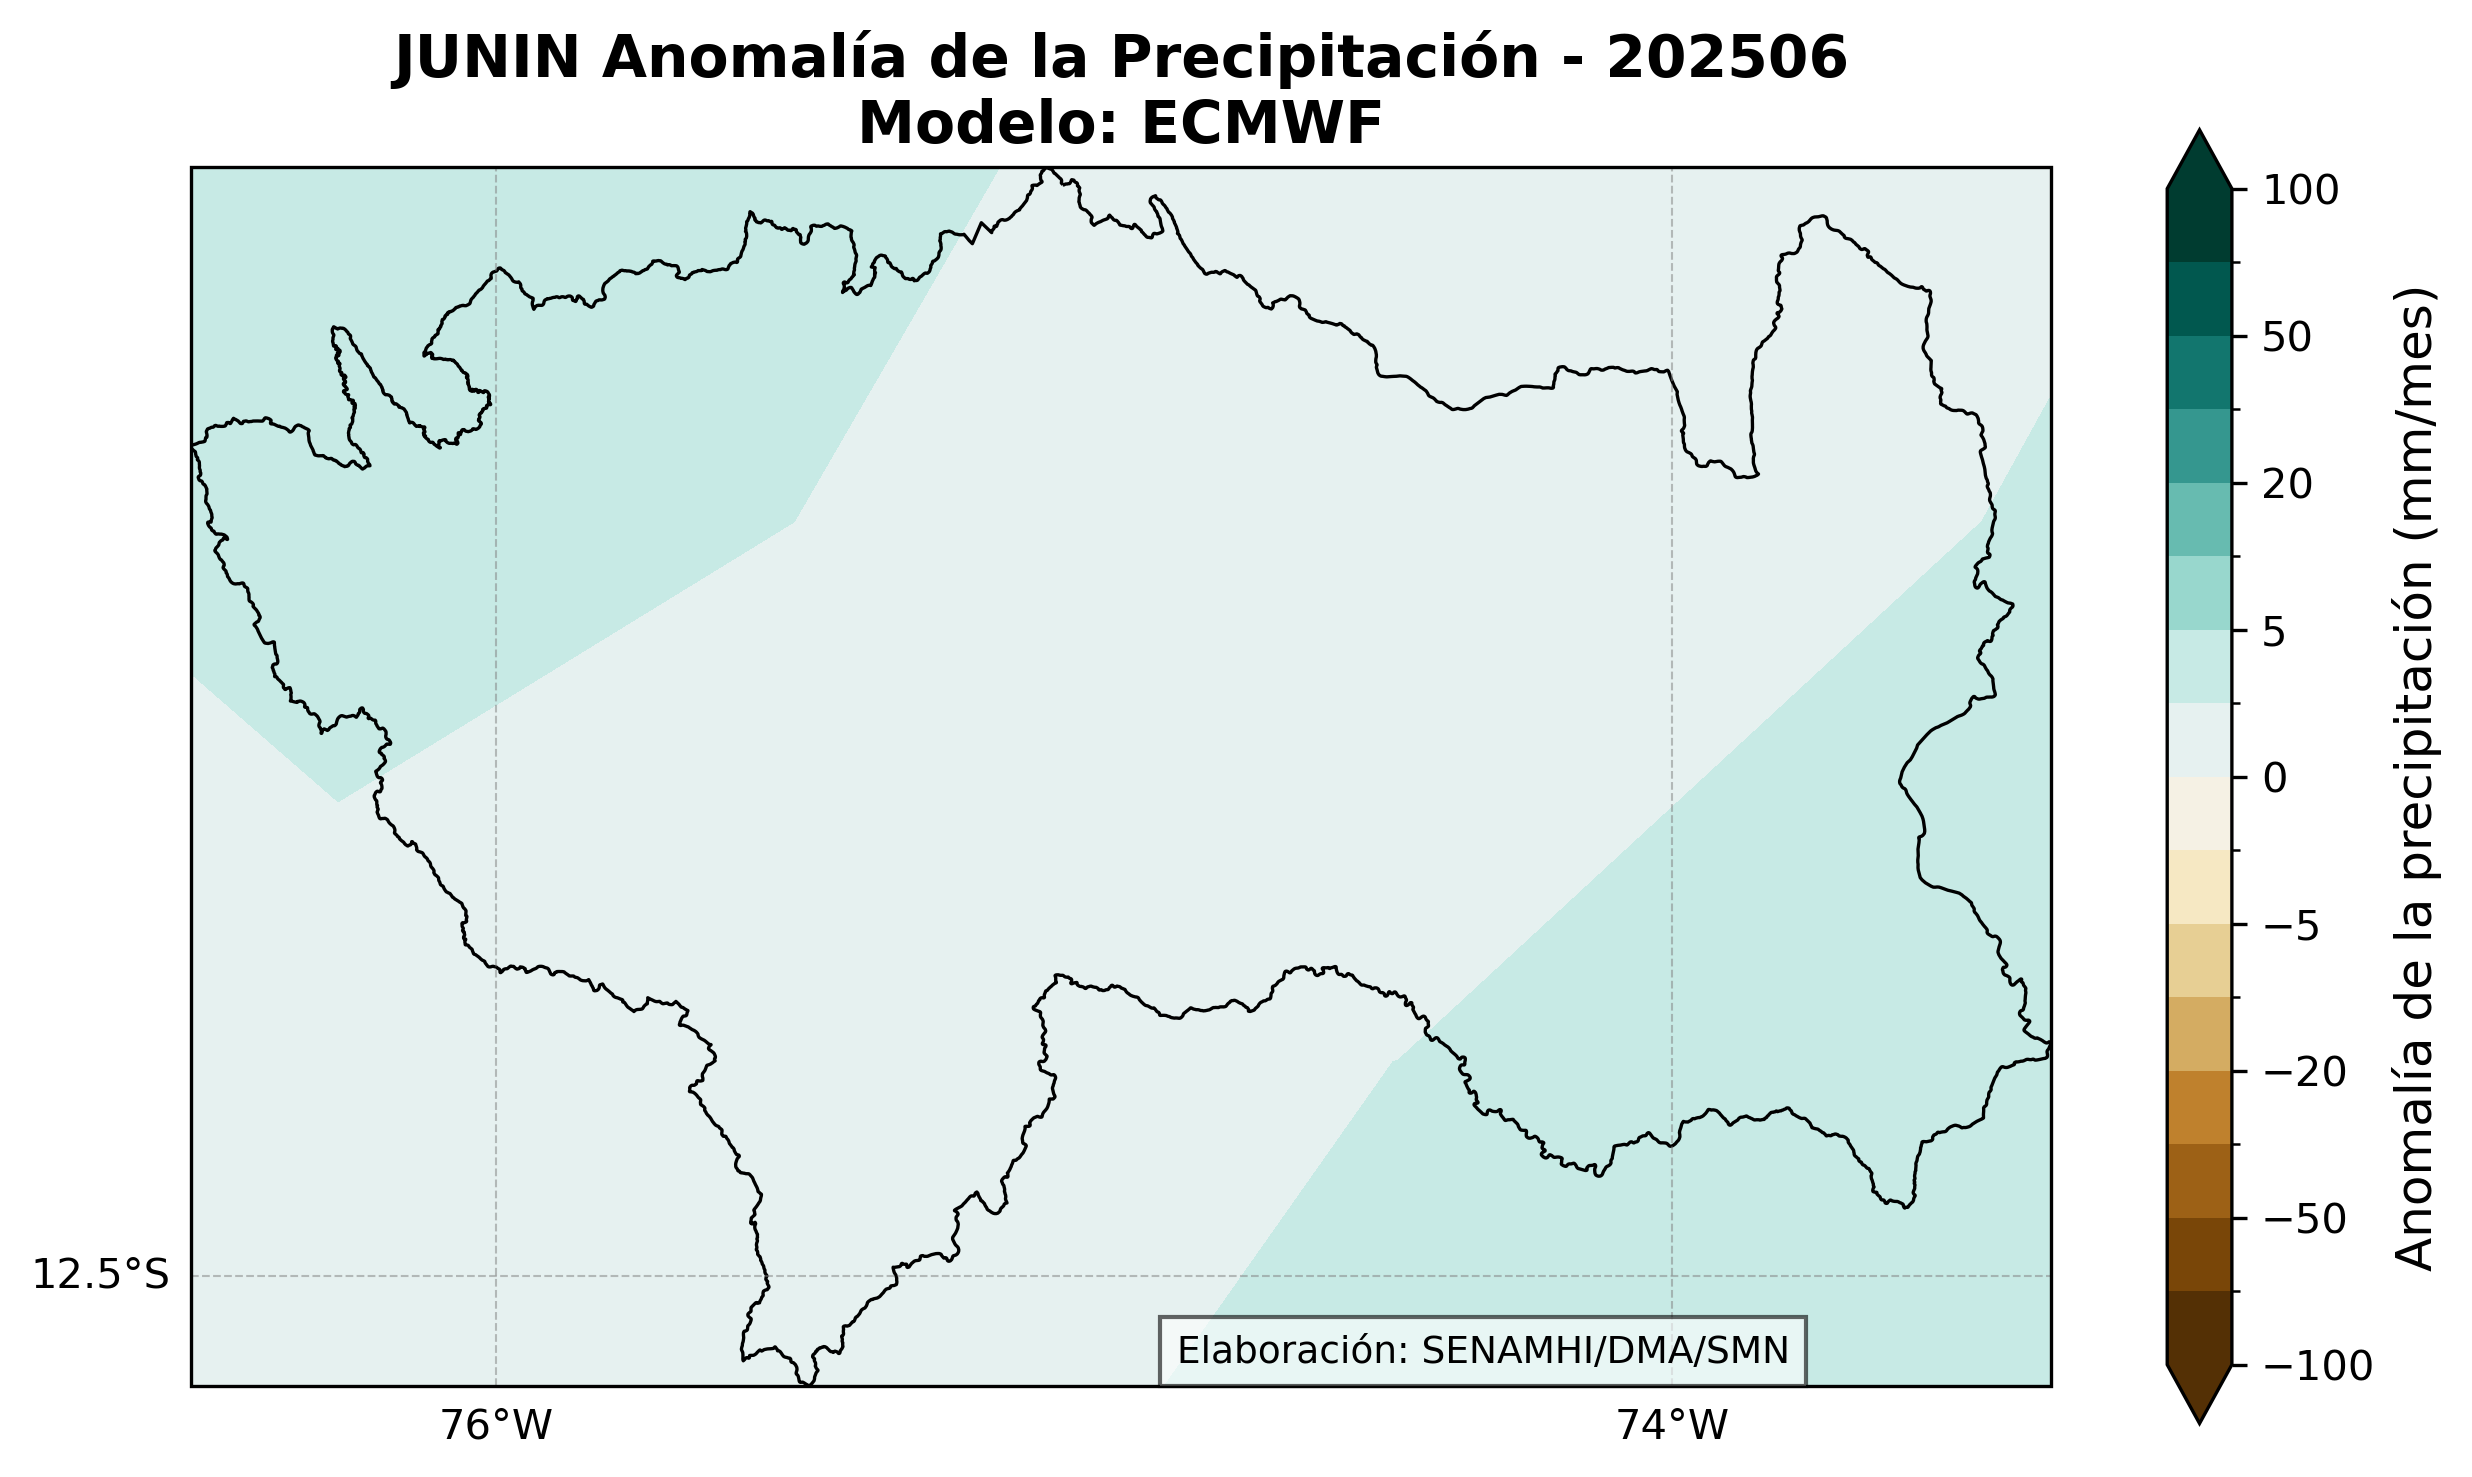 JUNIN Anomalía de la Precipitación - 202506
Modelo: ECMWF
100
50
20
5
0
−5
−20
−50
−100
Anomalía de la precipitación (mm/mes)
12.5°S
Elaboración: SENAMHI/DMA/SMN
76°W
74°W